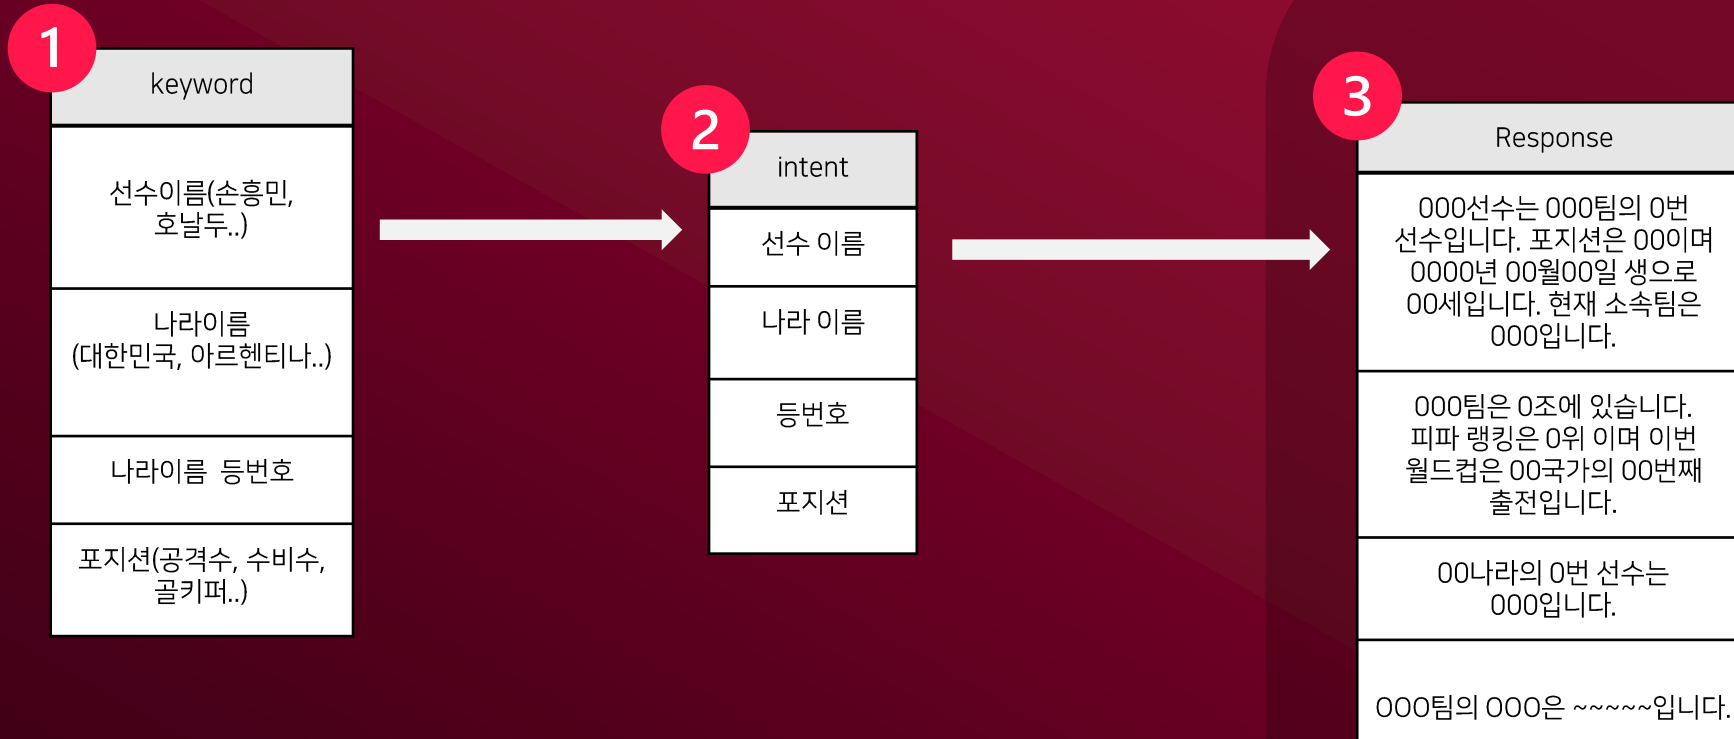 1
keyword
선수이름(손흥민,
호날두..)
나라이름
(대한민국, 아르헨티나..)
나라이름 등번호
포지션(공격수, 수비수,
골키퍼..)
2
intent
선수 이름
나라 이름
등번호
포지션
3
Response
000선수는 000팀의 0번
선수입니다. 포지션은 00이며
0000년 00월00일 생으로
00세입니다. 현재 소속팀은
000입니다.
000팀은 0조에 있습니다.
피파 랭킹은 0위 이며 이번
월드컵은 00국가의 00번째
출전입니다.
00나라의 0번 선수는
000입니다.
OOO팀의 OOO은 ~~~~~입니다.